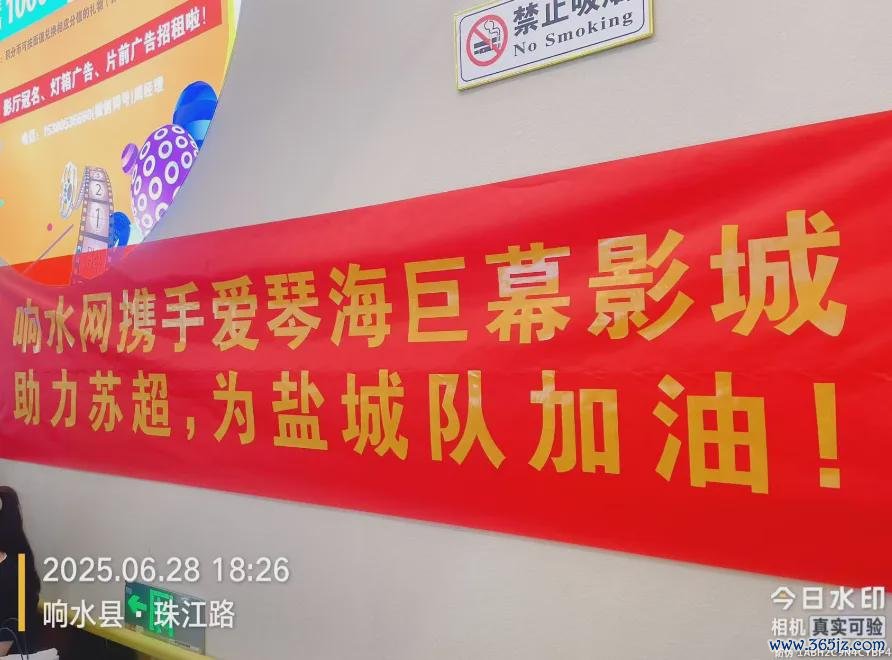 禁止吸烟
No Smoking
影厅冠名、灯箱广告、片前广告招租啦!
响水网携手爱琴海巨幕影城
助力苏超,为盐城队加油!
2025.06.28 18:26
响水县·珠江路
今日水印
相机 真实可验
www.365jz.com